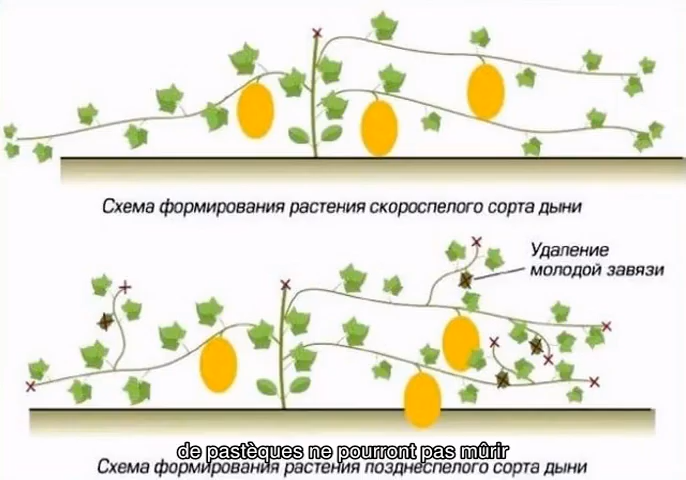 Схема формирования растения скороспелого сорта дыни
Удаление
молодой завязи
de pastèques ne pourront pas mûrir
Схема формирования растения позднеспелого сорта дыни